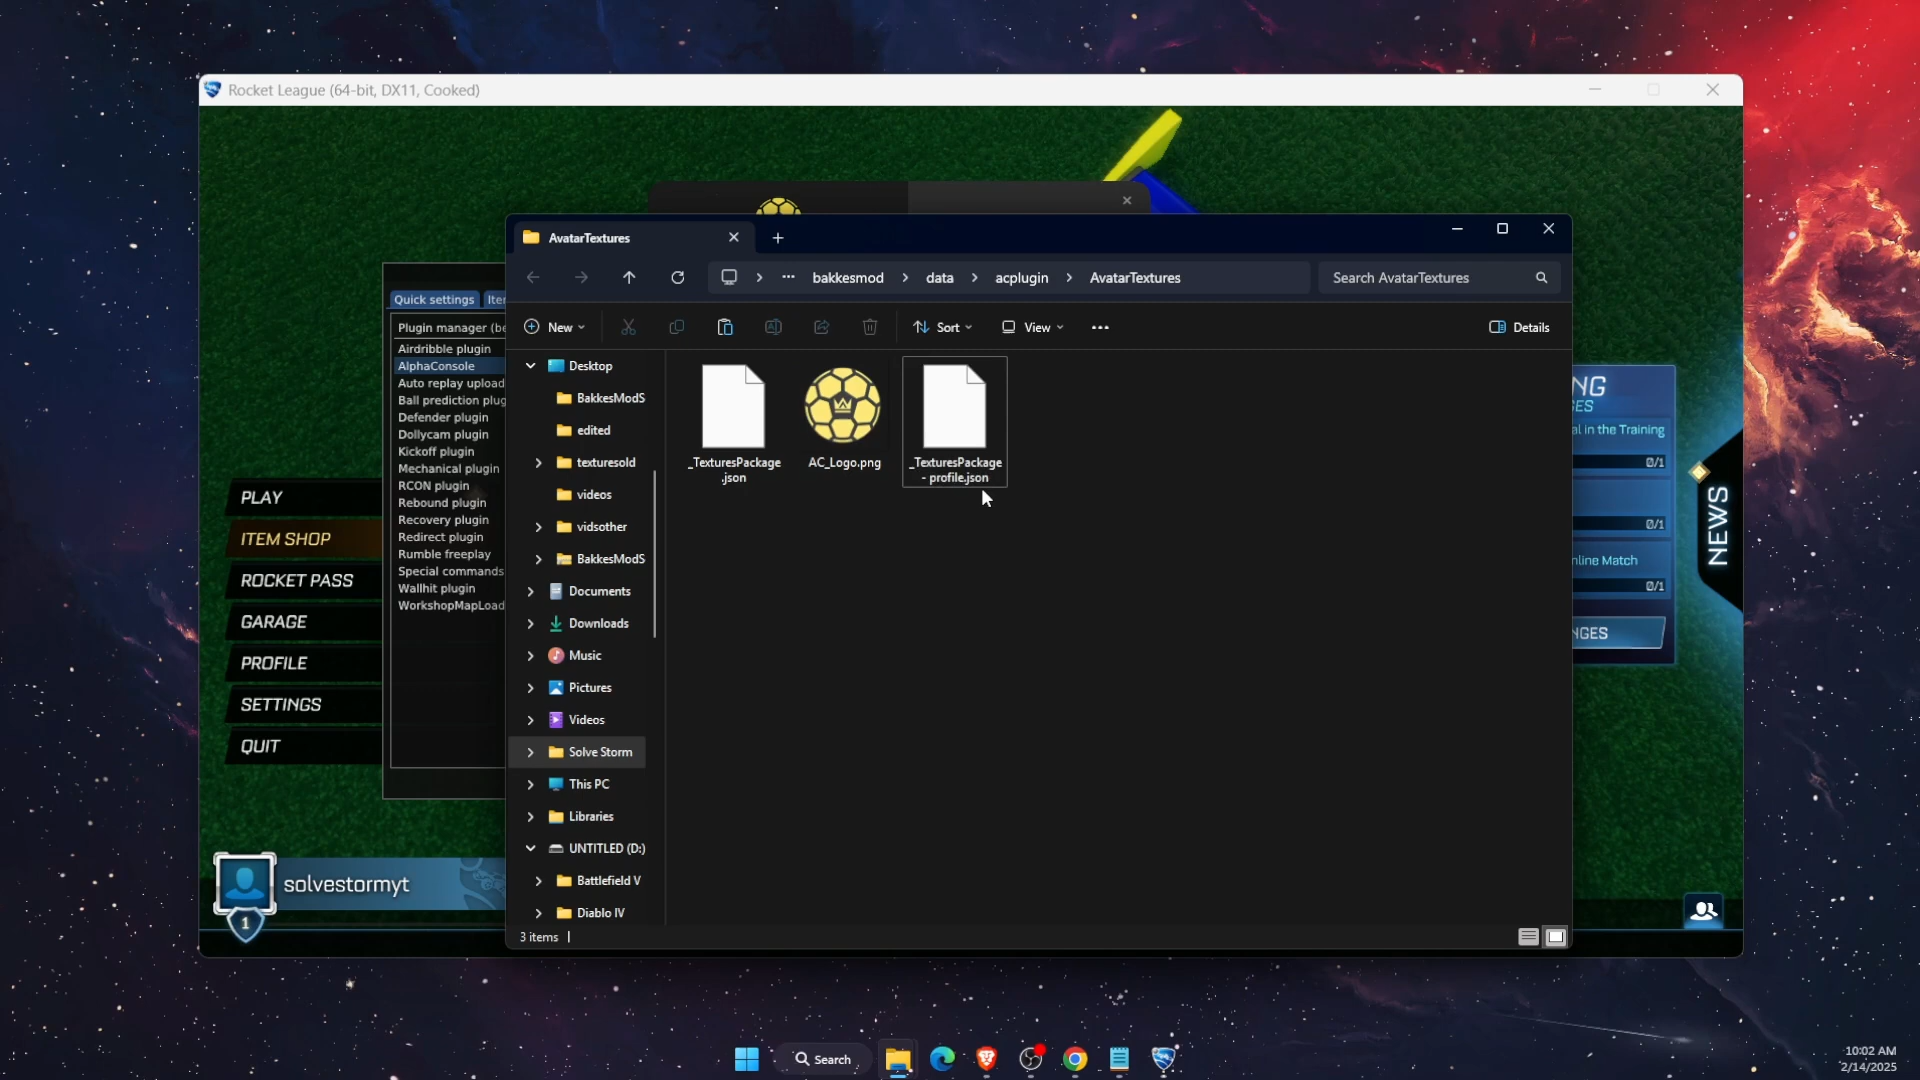 Rocket League (64-bit, DX11, Cooked)
AvatarTextures
bakkesmod
data
acplugin
AvatarTextures
Search AvatarTextures
New
Sort
View
Details
Quick settings
Plugin manager (be
Airdribble plugin
AlphaConsole
Auto replay upload
Ball prediction plug
Defender plugin
Dollycam plugin
Kickoff plugin
Mechanical plugin
RCON plugin
Rebound plugin
Recovery plugin
Redirect plugin
Rumble freeplay
Special commands
Wallhit plugin
WorkshopMapLoad
Desktop
BakkesModS
edited
texturesold
videos
vidsother
BakkesModS
Documents
Downloads
Music
Pictures
Videos
Solve Storm
This PC
Libraries
UNTITLED (D:)
Battlefield V
Diablo IV
_TexturesPackage
.json
AC_Logo.png
_TexturesPackage
- profile.json
3 items
PLAY
ITEM SHOP
ROCKET PASS
GARAGE
PROFILE
SETTINGS
QUIT
solvestormyt
1
NG
ES
al in the Training
0/1
0/1
nline Match
0/1
NGES
NEWS
Search
10:02 AM
2/14/2025